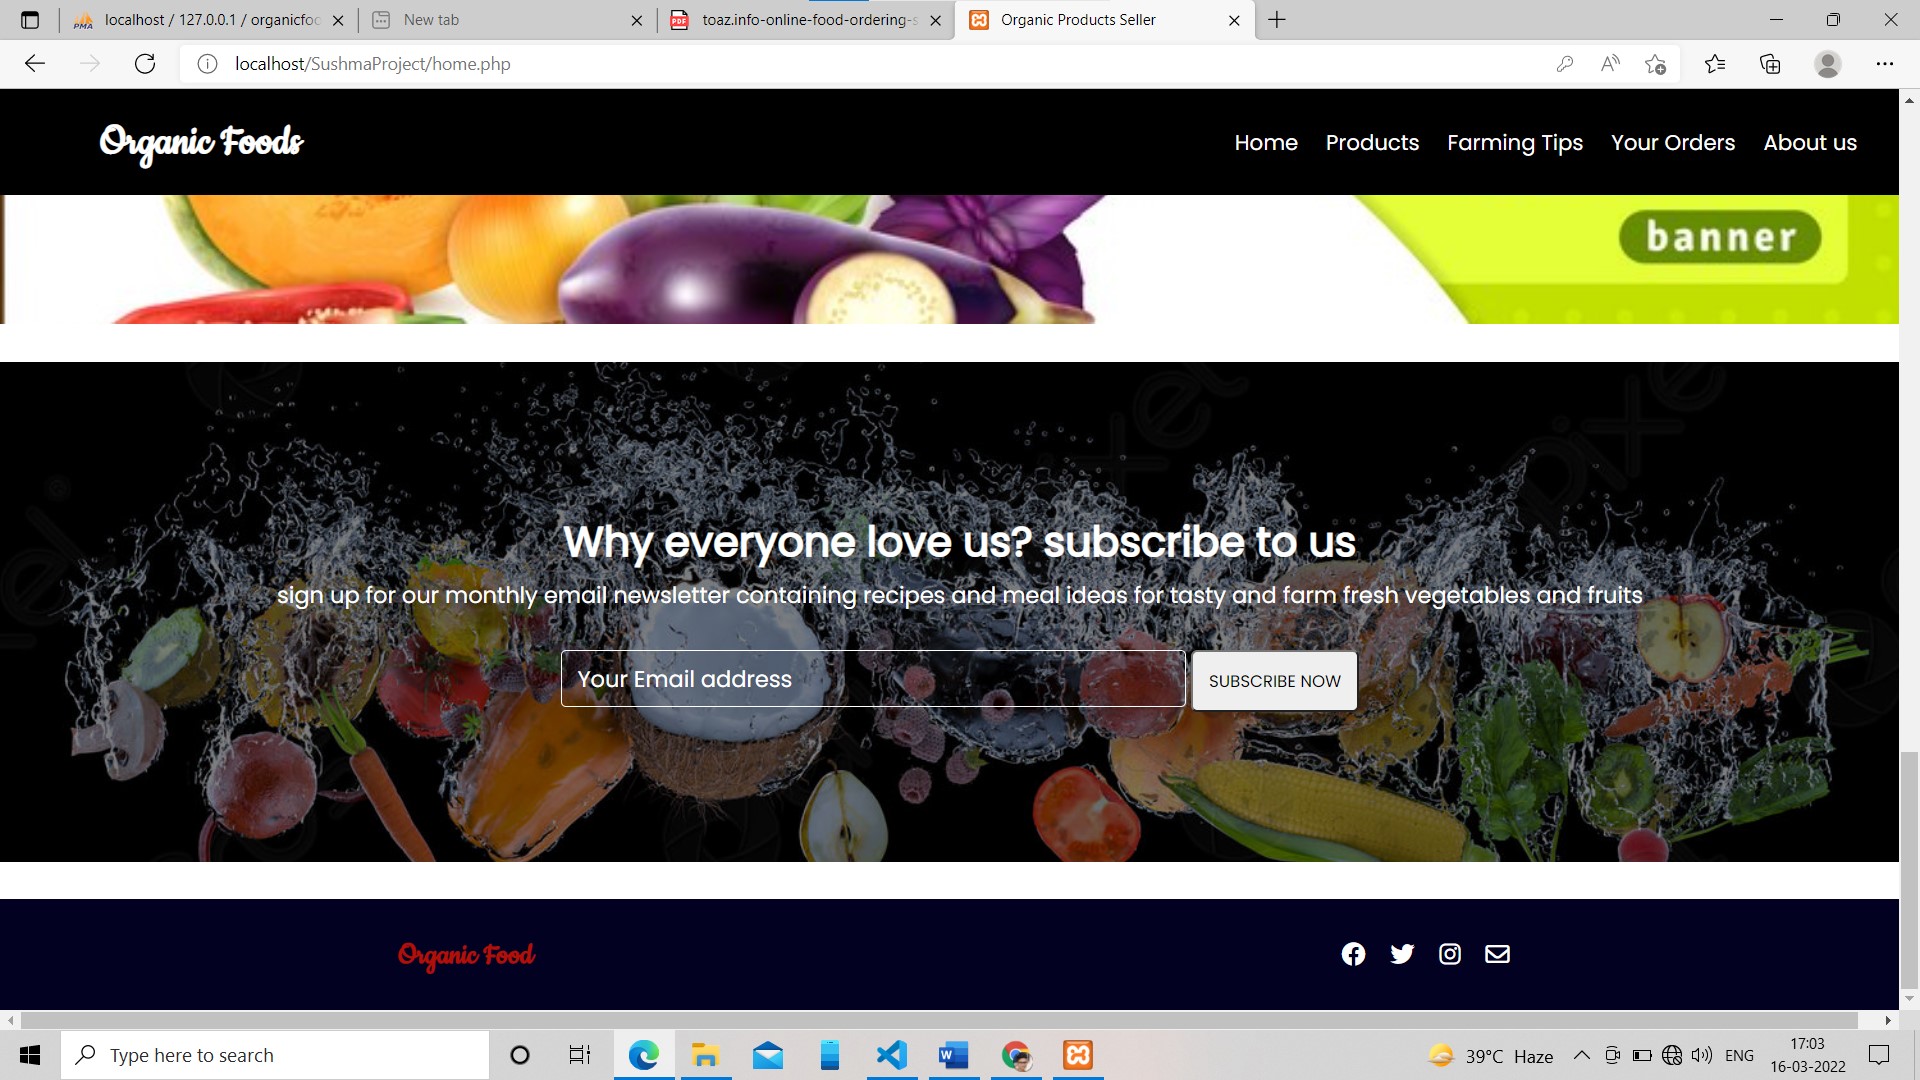 PMA
localhost / 127.0.0.1 / organicfoo
New tab
PDF
toaz.info-online-food-ordering-s
Organic Products Seller
localhost/SushmaProject/home.php
Organic Foods
Home
Products
Farming Tips
Your Orders
About us
banner
Why everyone love us? subscribe to us
sign up for our monthly email newsletter containing recipes and meal ideas for tasty and farm fresh vegetables and fruits
Your Email address
SUBSCRIBE NOW
Organic Food
Type here to search
39°C Haze
ENG
17:03
16-03-2022